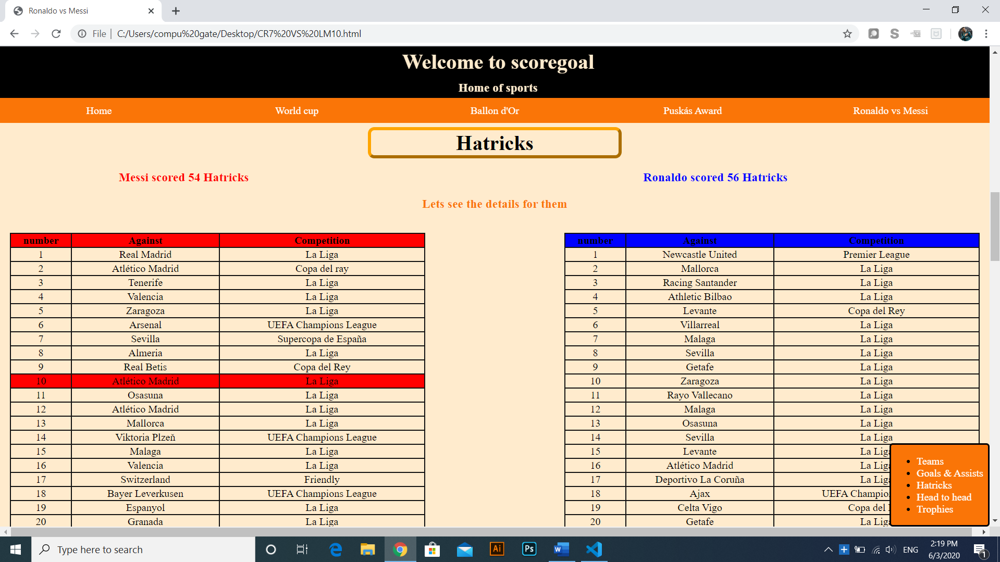 Ronaldo vs Messi
File | C:/Users/compu%20gate/Desktop/CR7%20VS%20LM10.html
Welcome to scoregoal
Home of sports
Home World cup Ballon d'Or Puskás Award Ronaldo vs Messi
Hatricks
Messi scored 54 Hatricks Ronaldo scored 56 Hatricks
Lets see the details for them
number Against Competition
1 Real Madrid La Liga
2 Atlético Madrid Copa del ray
3 Tenerife La Liga
4 Valencia La Liga
5 Zaragoza La Liga
6 Arsenal UEFA Champions League
7 Sevilla Supercopa de España
8 Almeria La Liga
9 Real Betis Copa del Rey
10 Atlético Madrid La Liga
11 Osasuna La Liga
12 Atlético Madrid La Liga
13 Mallorca La Liga
14 Viktoria Plzeň UEFA Champions League
15 Malaga La Liga
16 Valencia La Liga
17 Switzerland Friendly
18 Bayer Leverkusen UEFA Champions League
19 Espanyol La Liga
20 Granada La Liga
number Against Competition
1 Newcastle United Premier League
2 Mallorca La Liga
3 Racing Santander La Liga
4 Athletic Bilbao La Liga
5 Levante Copa del Rey
6 Villarreal La Liga
7 Malaga La Liga
8 Sevilla La Liga
9 Getafe La Liga
10 Zaragoza La Liga
11 Rayo Vallecano La Liga
12 Malaga La Liga
13 Osasuna La Liga
14 Sevilla La Liga
15 Levante La Lig
16 Atlético Madrid La Lig
17 Deportivo La Coruña La Lig
18 Ajax UEFA Champio
19 Celta Vigo Copa del
20 Getafe La Lig
Teams
Goals & Assists
Hatricks
Head to head
Trophies
Type here to search
Ai
Ps
ENG
2:19 PM
6/3/2020
1